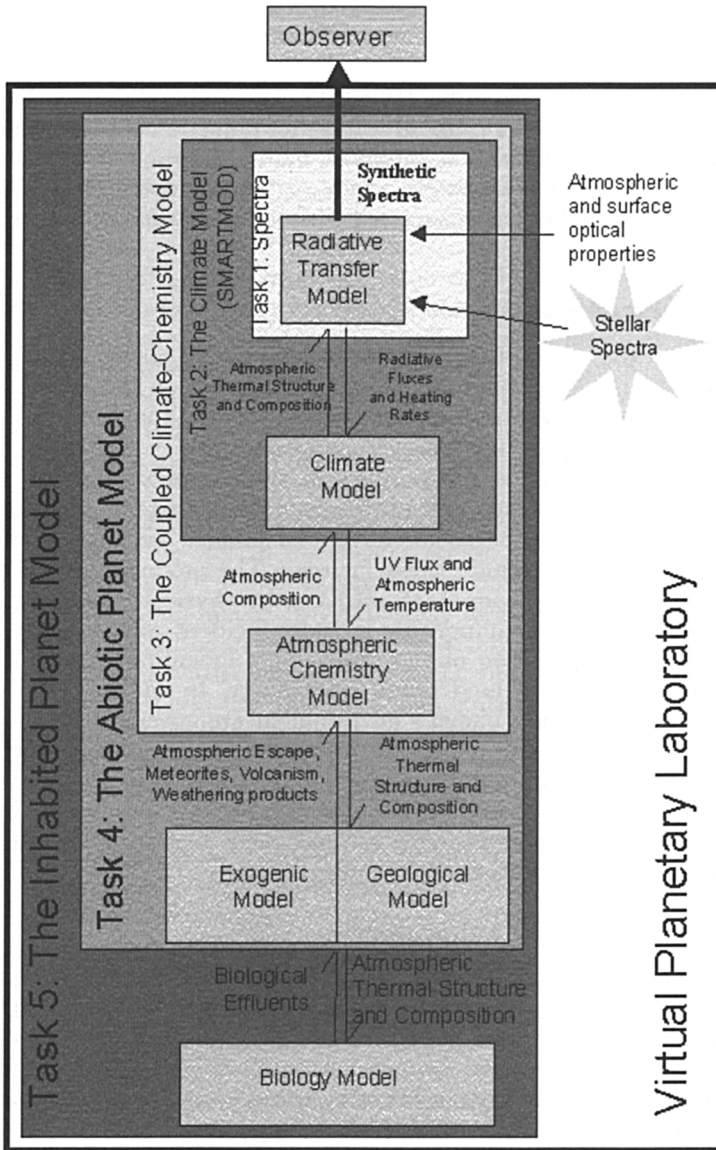 Observer
Synthetic
Spectra
Radiative
Transfer
Model
Task 1: Spectra
Atmospheric
and surface
optical
properties
Stellar
Spectra
Task 2: The Climate Model
(SMARTMOD)
Atmospheric
Thermal Structure
and Composition
Radiative
Fluxes
and Heating
Rates
Climate
Model
Task 3: The Coupled Climate-Chemistry Model
Atmospheric
Composition
UV Flux and
Atmospheric
Temperature
Atmospheric
Chemistry
Model
Task 4: The Abiotic Planet Model
Atmospheric Escape,
Meteorites, Volcanism,
Weathering products
Atmospheric
Thermal
Structure and
Composition
Exogenic
Model
Geological
Model
Task 5: The Inhabited Planet Model
Biological
Effluents
Atmospheric
Thermal Structure
and Composition
Biology Model
Virtual Planetary Laboratory